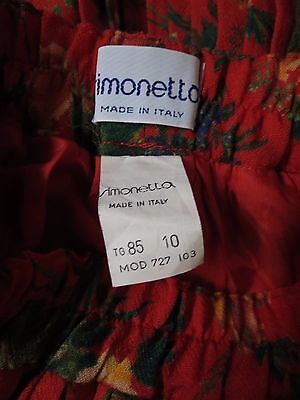 simonetta
MADE IN ITALY
simonetta
MADE IN ITALY
TG 85 10
MOD 727 103